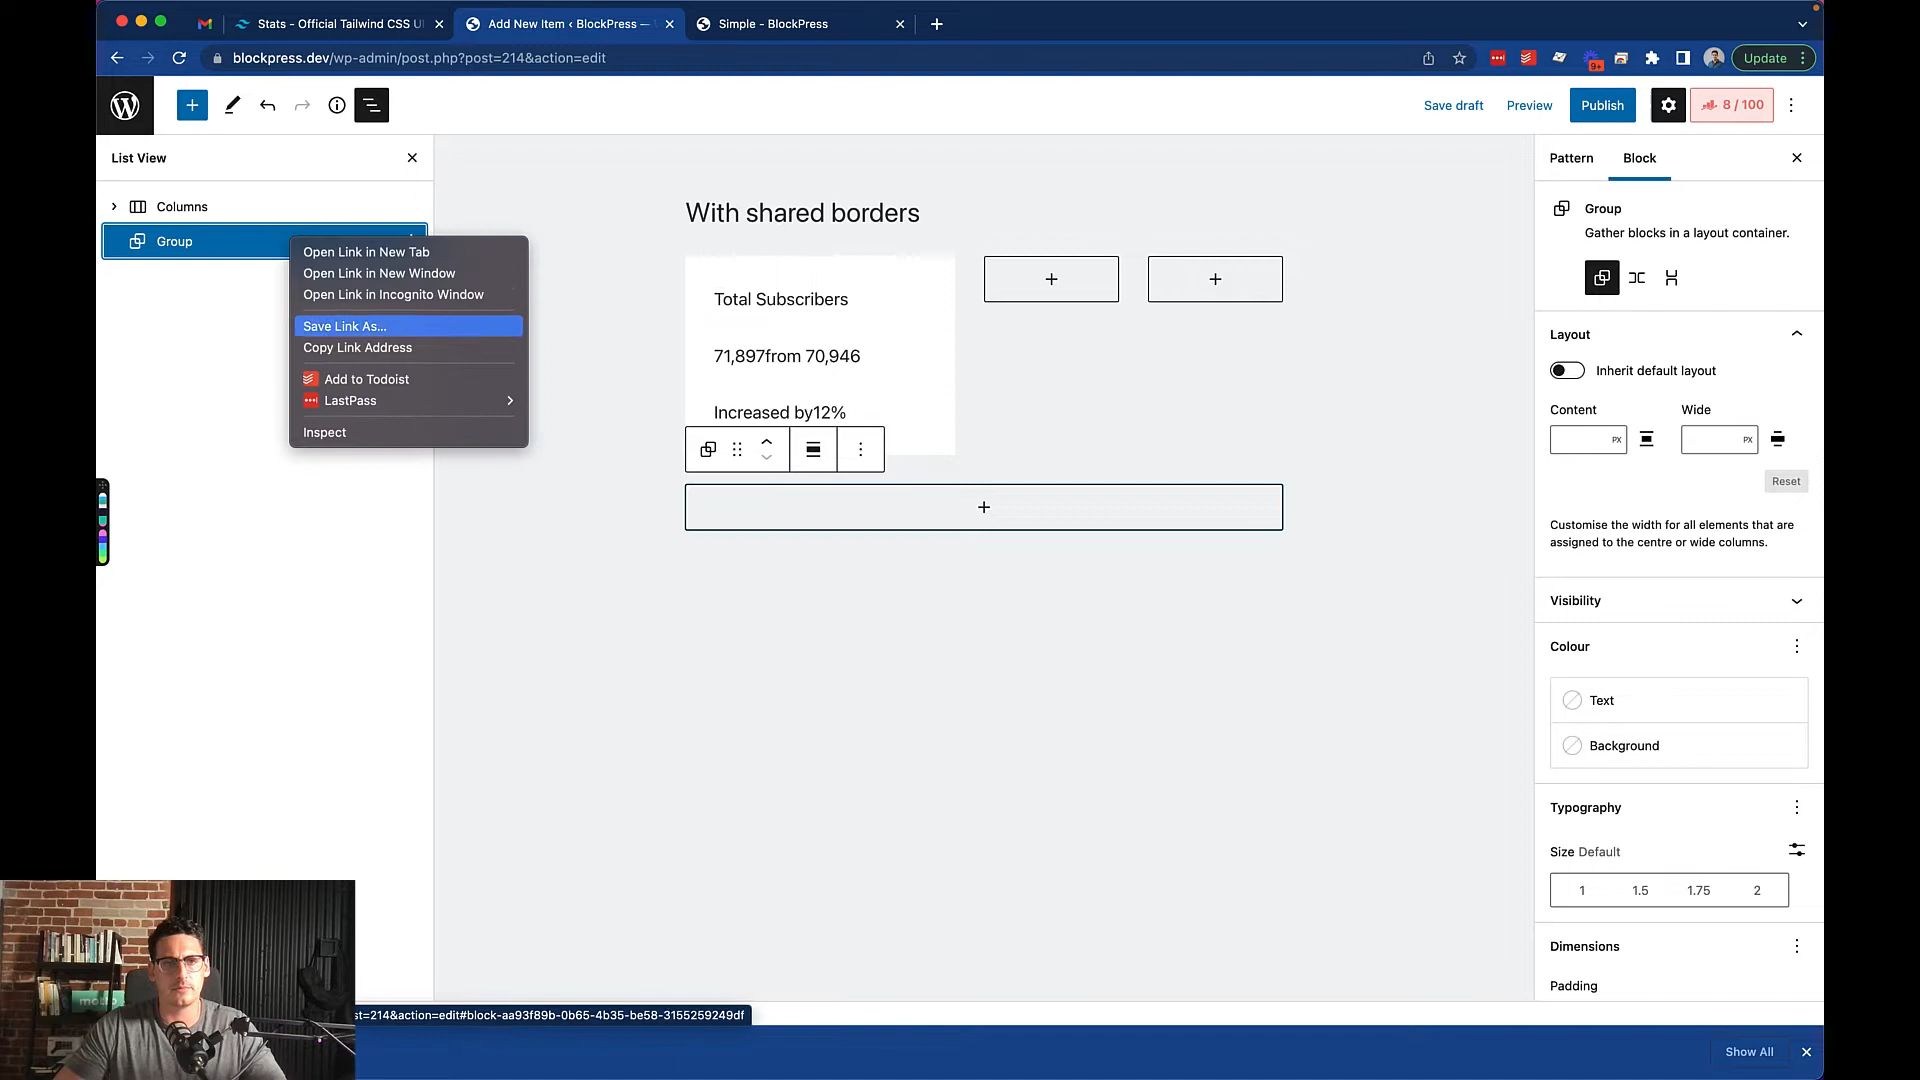 Stats - Official Tailwind CSS UI
Add New Item ‹ BlockPress —
Simple - BlockPress
blockpress.dev/wp-admin/post.php?post=214&action=edit
9+
Update
Save draft
Preview
Publish
8 / 100
List View
Columns
Group
Open Link in New Tab
Open Link in New Window
Open Link in Incognito Window
Save Link As...
Copy Link Address
Add to Todoist
LastPass
Inspect
With shared borders
Total Subscribers
71,897from 70,946
Increased by12%
Pattern
Block
Group
Gather blocks in a layout container.
Layout
Inherit default layout
Content
Wide
PX
PX
Reset
Customise the width for all elements that are
assigned to the centre or wide columns.
Visibility
Colour
Text
Background
Typography
Size Default
1
1.5
1.75
2
Dimensions
Padding
st=214&action=edit#block-aa93f89b-0b65-4b35-be58-3155259249df
Show All